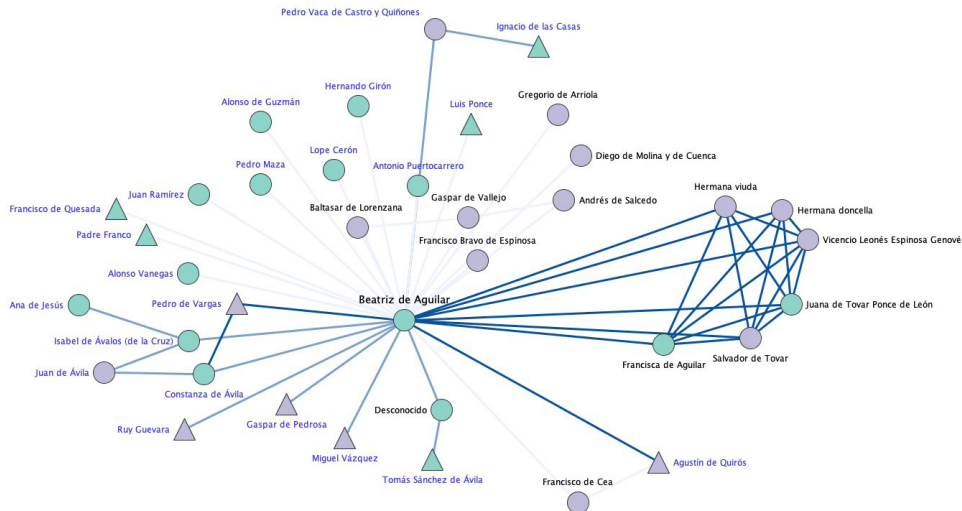 Pedro Vaca de Castro y Quiñones
Ignacio de las Casas
Hernando Girón
Gregorio de Arriola
Alonso de Guzmán
Luis Ponce
Lope Cerón
Diego de Molina y de Cuenca
Pedro Maza
Antonio Puertocarrero
Hermana viuda
Juan Ramírez
Gaspar de Vallejo
Andrés de Salcedo
Francisco de Quesada
Baltasar de Lorenzana
Hermana doncella
Padre Franco
Francisco Bravo de Espinosa
Vicencio Leonés Espinosa Genové
Alonso Vanegas
Beatriz de Aguilar
Ana de Jesús
Pedro de Vargas
Juana de Tovar Ponce de León
Isabel de Ávalos (de la Cruz)
Salvador de Tovar
Juan de Ávila
Francisca de Aguilar
Constanza de Ávila
Desconocido
Ruy Guevara
Gaspar de Pedrosa
Miguel Vázquez
Agustín de Quirós
Tomás Sánchez de Ávila
Francisco de Cea